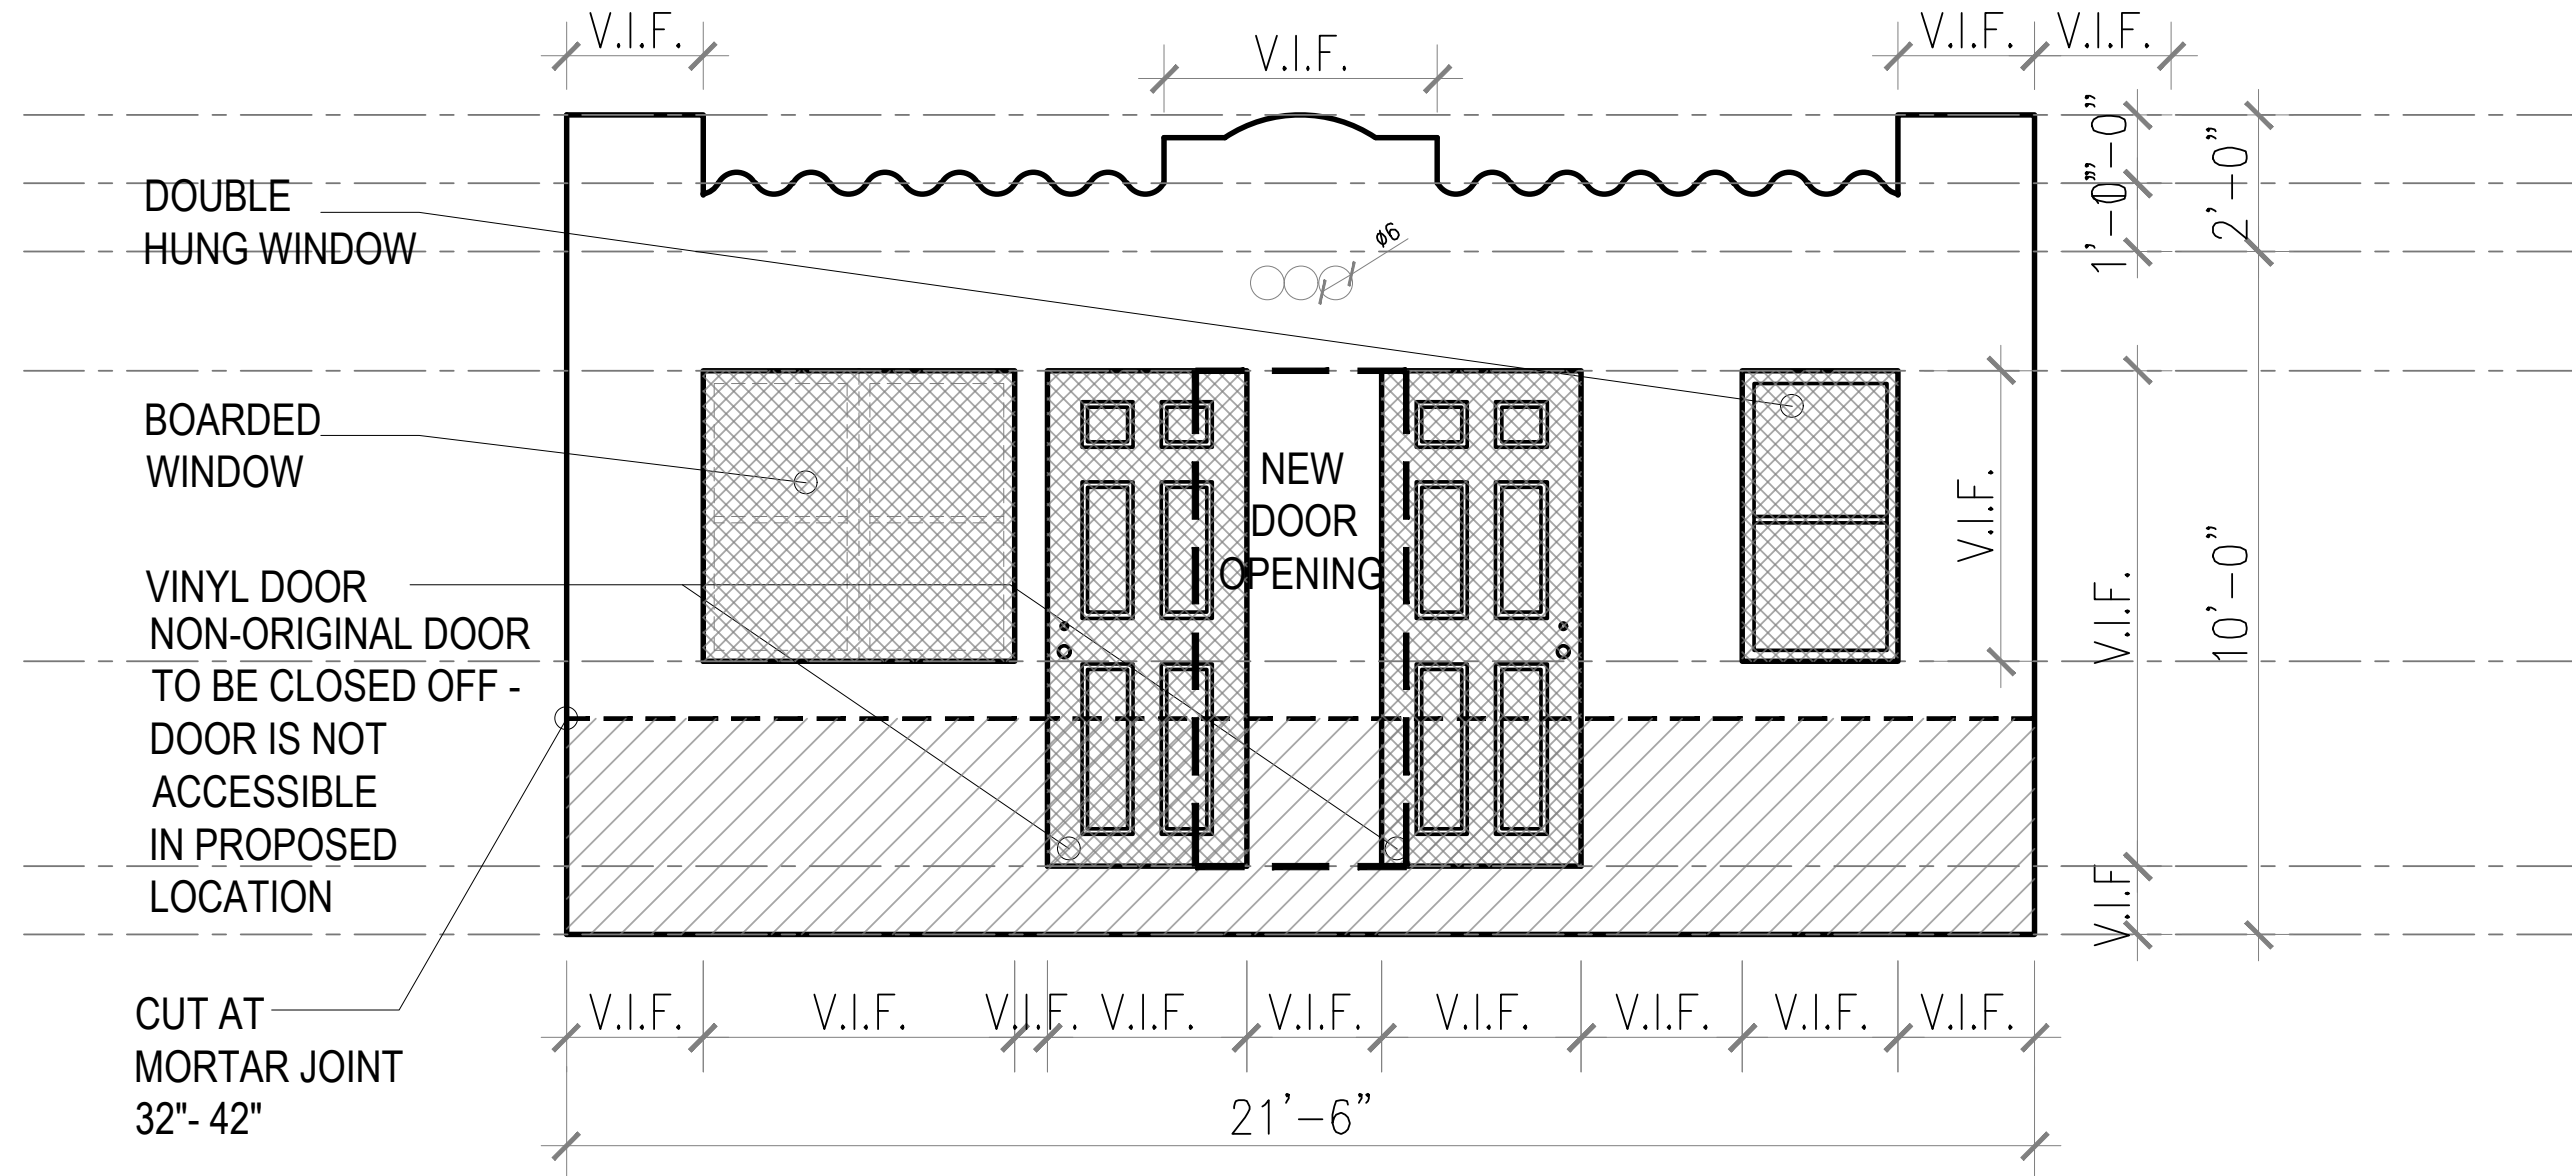 V.I.F.
V.I.F.
V.I.F.
V.I.F.
1'-0"
1'-0"
2'-0"
DOUBLE
HUNG WINDOW
ø6
BOARDED
WINDOW
NEW
DOOR
OPENING
V.I.F.
V.I.F.
10'-0"
VINYL DOOR
NON-ORIGINAL DOOR
TO BE CLOSED OFF -
DOOR IS NOT
ACCESSIBLE
IN PROPOSED
LOCATION
V.I.F
CUT AT
MORTAR JOINT
32"- 42"
V.I.F.
V.I.F.
V.I.F.
V.I.F.
V.I.F.
V.I.F.
V.I.F.
V.I.F.
V.I.F.
21'-6"